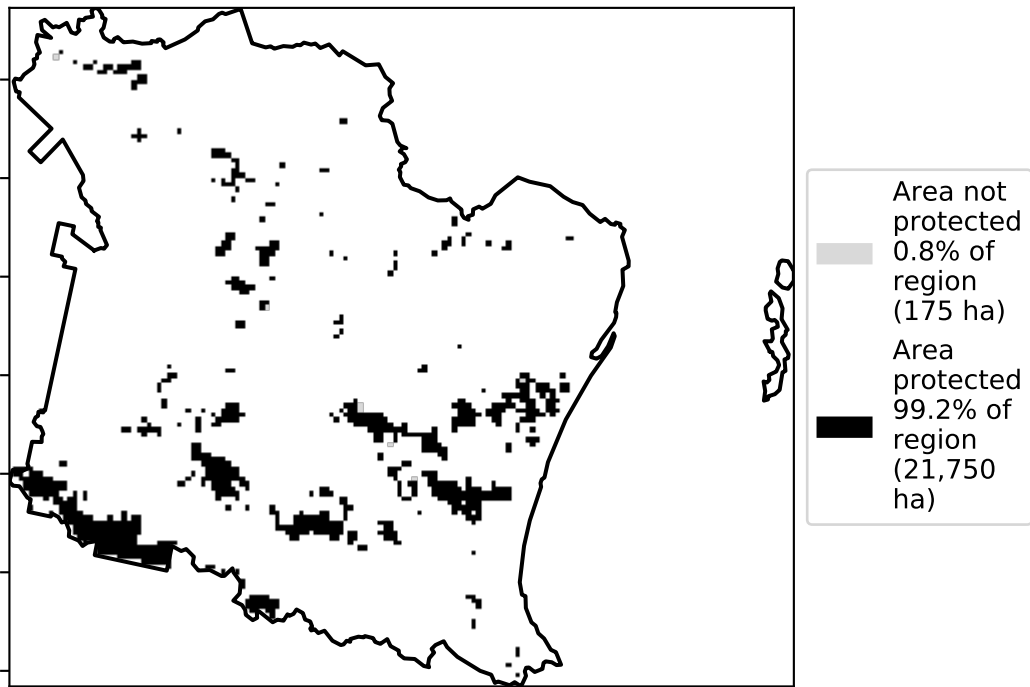 Area not
protected
0.8% of
region
(175 ha)
Area
protected
99.2% of
region
(21,750
ha)